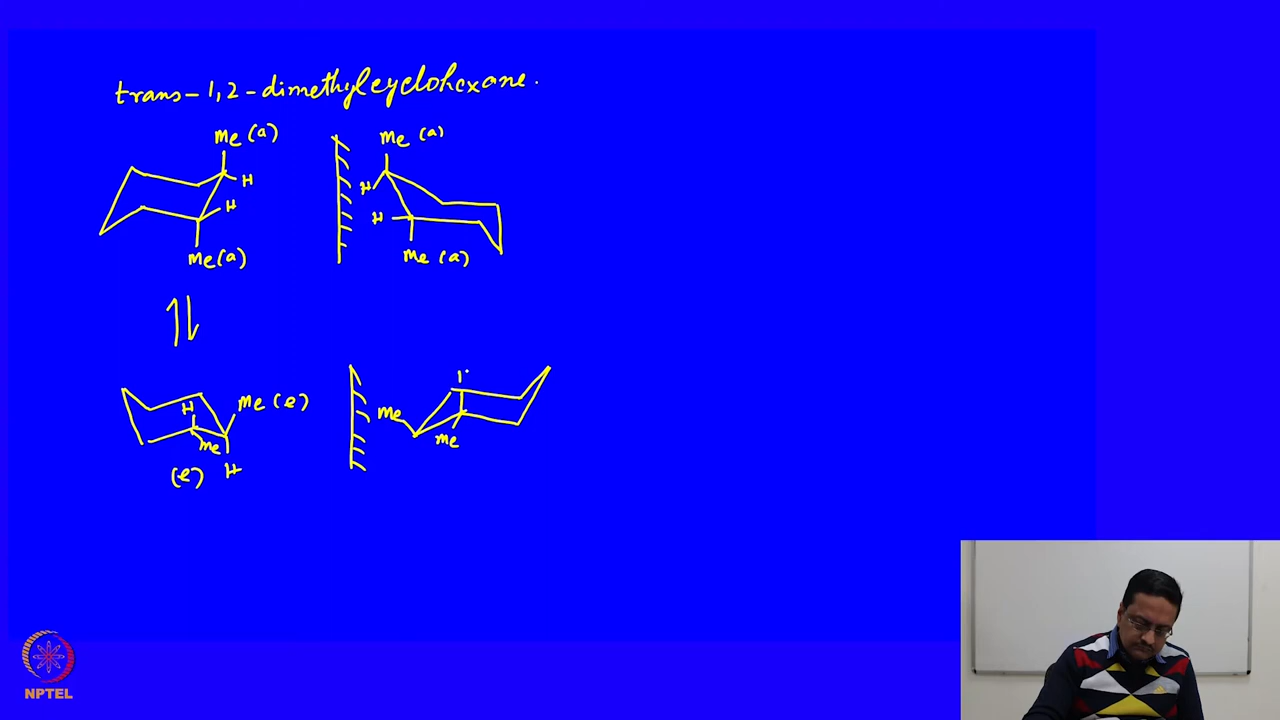 trans-1,2-dimethylcyclohexane.
Me (a) Me (a)
H H
H H
Me(a) Me(a)
H Me (e) Me
Me Me
(e) H
NPTEL